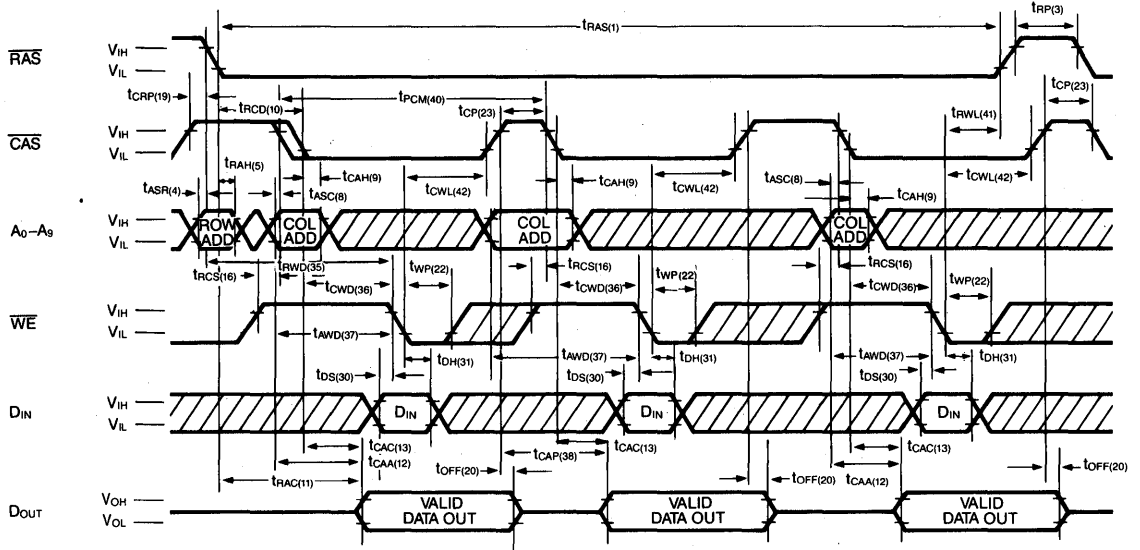 tRAS(1)
tRP(3)
RAS
VIH
VIL
tCRP(19)
tRCD(10)
tPCM(40)
tCP(23)
tRWL(41)
tCP(23)
CAS
VIH
VIL
tRAH(5)
tASR(4)
tASC(8)
tCAH(9)
tCWL(42)
tCAH(9)
tCWL(42)
tASC(8)
tCAH(9)
tCWL(42)
A0–A9
VIH
VIL
ROW ADD
COL ADD
COL ADD
COL ADD
tRCS(16)
tRWD(35)
tCWD(36)
tWP(22)
tRCS(16)
tCWD(36)
tWP(22)
tRCS(16)
tCWD(36)
tWP(22)
WE
VIH
VIL
tAWD(37)
tDH(31)
tAWD(37)
tDH(31)
tAWD(37)
tDH(31)
tDS(30)
tDS(30)
tDS(30)
DIN
VIH
VIL
DIN
DIN
DIN
tCAC(13)
tCAA(12)
tRAC(11)
tOFF(20)
tCAP(38)
tCAC(13)
tOFF(20)
tCAC(13)
tCAA(12)
tOFF(20)
DOUT
VOH
VOL
VALID DATA OUT
VALID DATA OUT
VALID DATA OUT